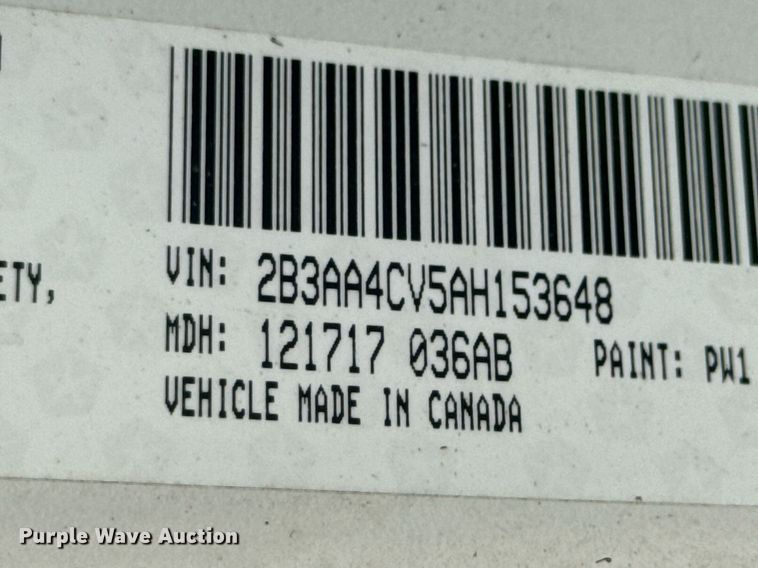 ETY,
VIN: 2B3AA4CV5AH153648
MDH: 121717 036AB PAINT: PW1
VEHICLE MADE IN CANADA
Purple Wave Auction